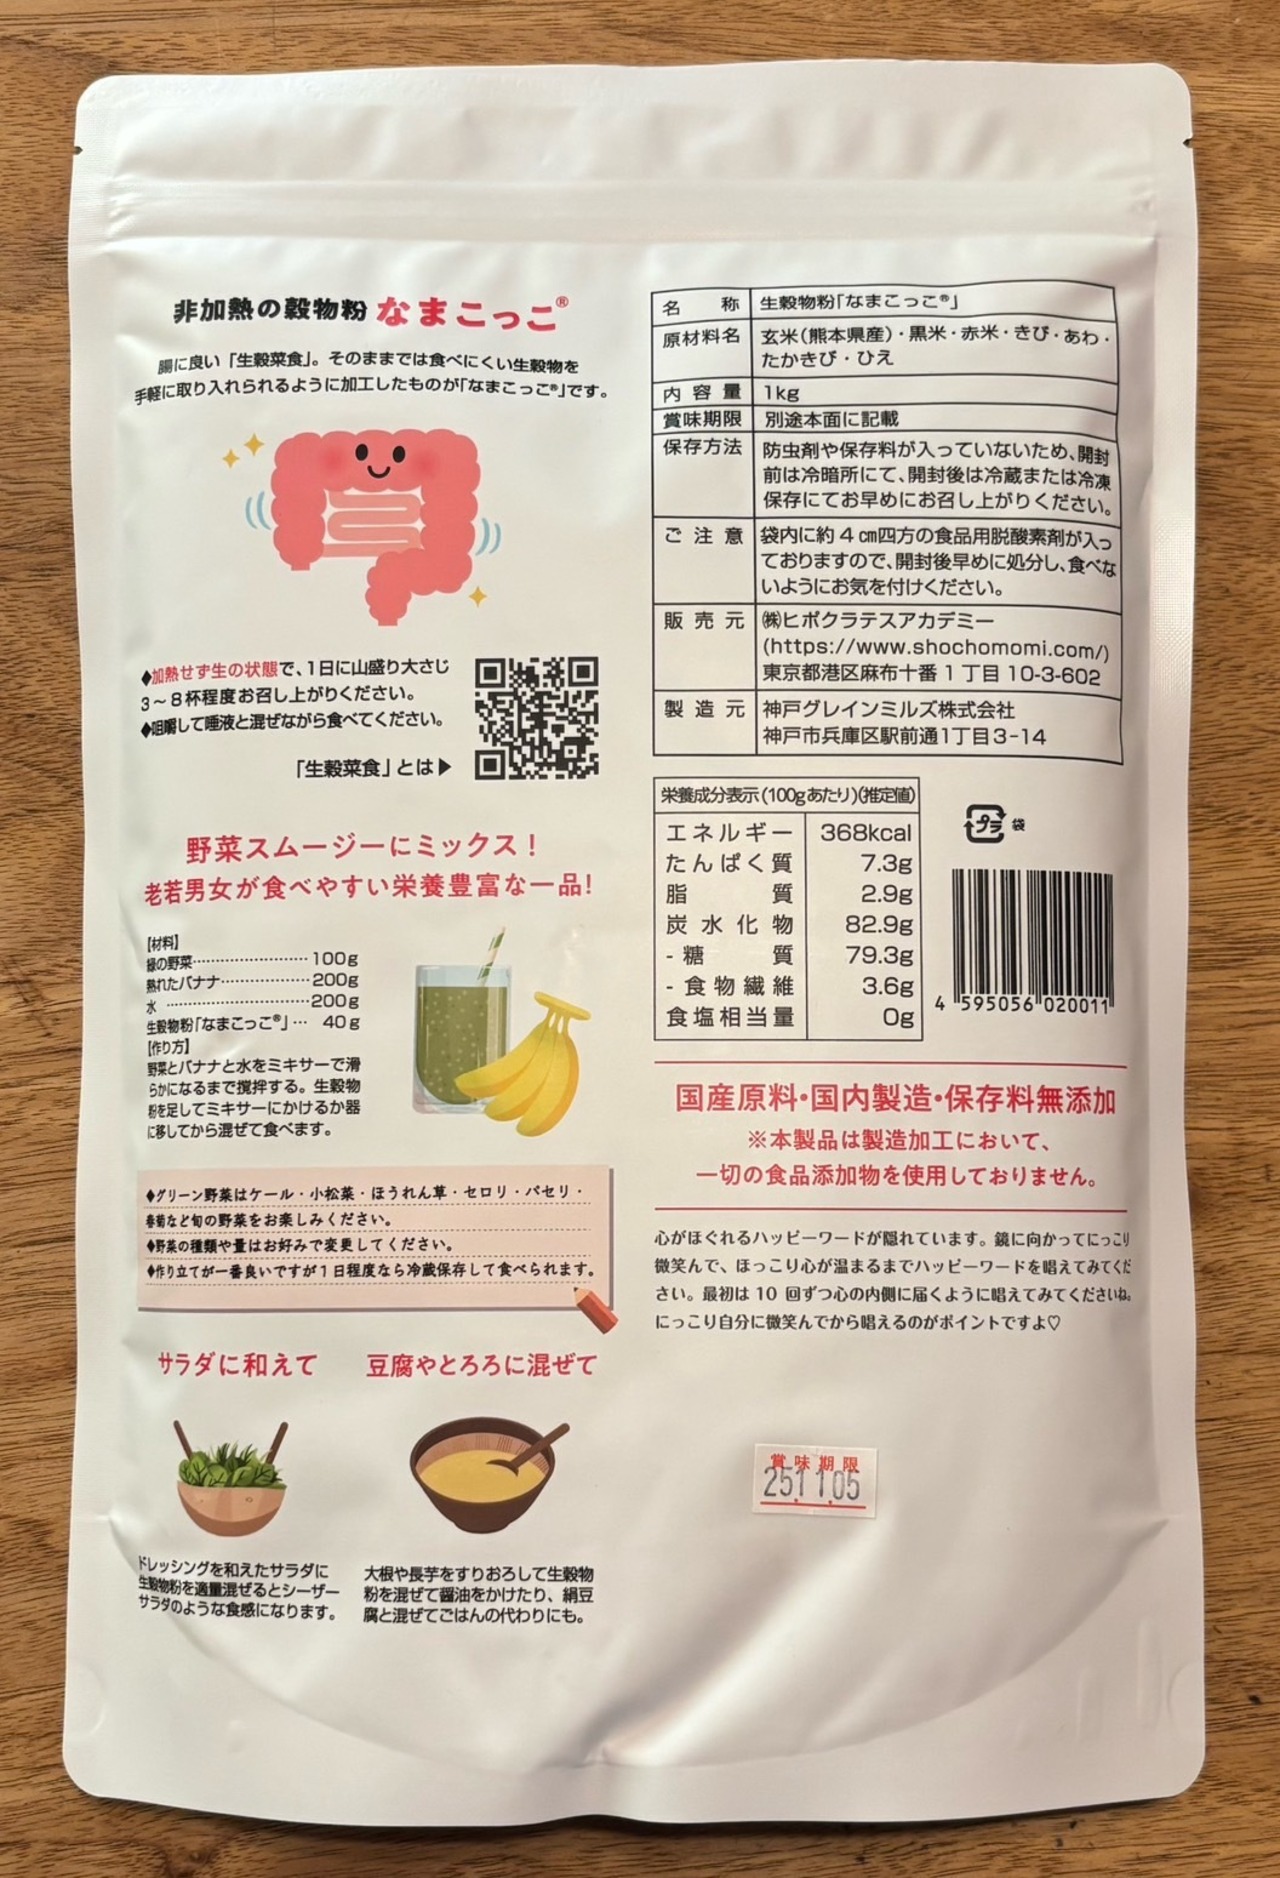 非加熱の穀物粉 なまこっこ®
腸に良い「生穀菜食」。そのままでは食べにくい生穀物を
手軽に取り入れられるように加工したものが「なまこっこ®」です。
◆加熱せず生の状態で、1日に山盛り大さじ
3～8杯程度お召し上がりください。
◆咀嚼して唾液と混ぜながら食べてください。
「生穀菜食」とは▶
野菜スムージーにミックス！
老若男女が食べやすい栄養豊富な一品！
【材料】
緑の野菜…………………… 100g
熟れたバナナ……………… 200g
水 ……………………… 200g
生穀物粉「なまこっこ®」… 40g
【作り方】
野菜とバナナと水をミキサーで滑
らかになるまで撹拌する。生穀物
粉を足してミキサーにかけるか器
に移してから混ぜて食べます。
◆グリーン野菜はケール・小松菜・ほうれん草・セロリ・パセリ・
春菊など旬の野菜をお楽しみください。
◆野菜の種類や量はお好みで変更してください。
◆作り立てが一番良いですが1日程度なら冷蔵保存して食べられます。
サラダに和えて
ドレッシングを和えたサラダに
生穀物粉を適量混ぜるとシーザー
サラダのような食感になります。
豆腐やとろろに混ぜて
大根や長芋をすりおろして生穀物
粉を混ぜて醤油をかけたり、絹豆
腐と混ぜてごはんの代わりにも。
名称 生穀物粉「なまこっこ®」
原材料名 玄米(熊本県産)・黒米・赤米・きび・あわ・
たかきび・ひえ
内容量 1kg
賞味期限 別途本面に記載
保存方法 防虫剤や保存料が入っていないため、開封
前は冷暗所にて、開封後は冷蔵または冷凍
保存にてお早めにお召し上がりください。
ご注意 袋内に約4㎝四方の食品用脱酸素剤が入っ
ておりますので、開封後早めに処分し、食べな
いようにお気を付けください。
販売元 ㈱ヒポクラテスアカデミー
(https://www.shochomomi.com/)
東京都港区麻布十番1丁目10-3-602
製造元 神戸グレインミルズ株式会社
神戸市兵庫区駅前通1丁目3-14
栄養成分表示(100gあたり)(推定値)
エネルギー 368kcal
たんぱく質 7.3g
脂質 2.9g
炭水化物 82.9g
-糖質 79.3g
-食物繊維 3.6g
食塩相当量 0g
プラ 袋
4 595056 020011
国産原料・国内製造・保存料無添加
※本製品は製造加工において、
一切の食品添加物を使用しておりません。
心がほぐれるハッピーワードが隠れています。鏡に向かってにっこり
微笑んで、ほっこり心が温まるまでハッピーワードを唱えてみてくだ
さい。最初は 10 回ずつ心の内側に届くように唱えてみてくださいね。
にっこり自分に微笑んでから唱えるのがポイントですよ♡
賞味期限
25.11.05